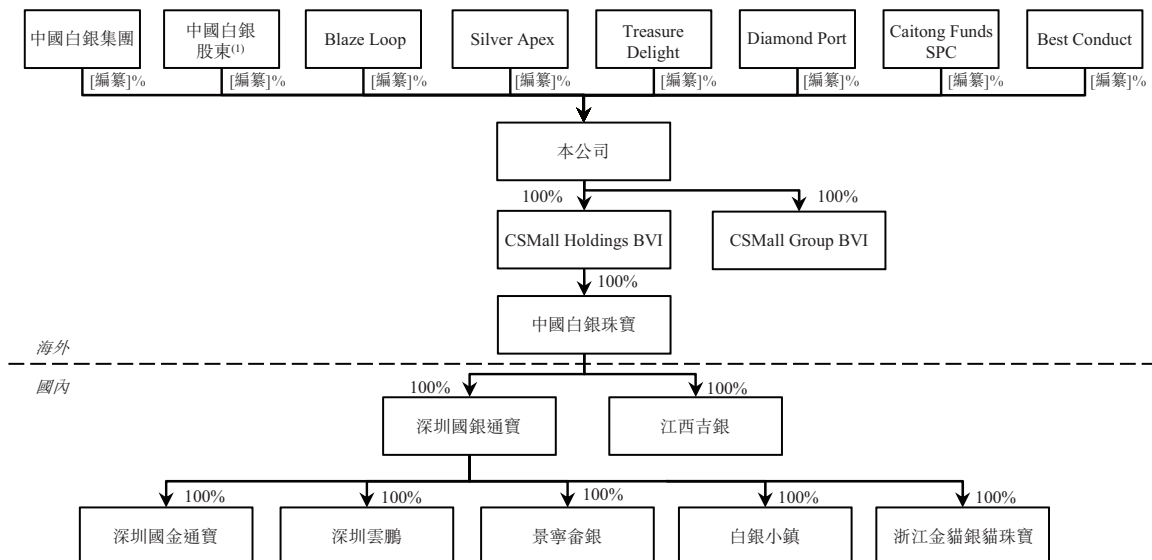 中國白銀集團
中國白銀
股東(1)
Blaze Loop
Silver Apex
Treasure
Delight
Diamond Port
Caitong Funds
SPC
Best Conduct
[編纂]%
[編纂]%
[編纂]%
[編纂]%
[編纂]%
[編纂]%
[編纂]%
[編纂]%
本公司
100%
100%
CSMall Holdings BVI
CSMall Group BVI
100%
中國白銀珠寶
海外
國內
100%
100%
深圳國銀通寶
江西吉銀
100%
100%
100%
100%
100%
深圳國金通寶
深圳雲鵬
景寧畲銀
白銀小鎮
浙江金貓銀貓珠寶